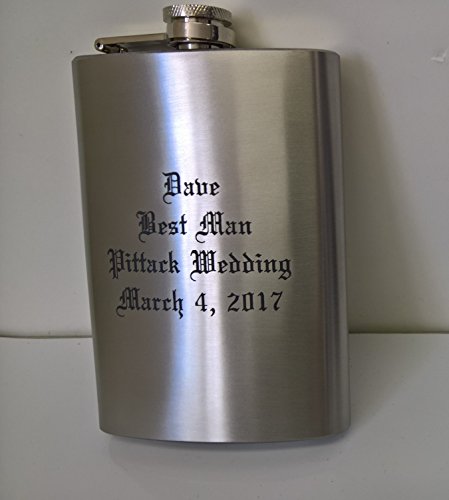 Dave
Best Man
Pittack Wedding
March 4, 2017